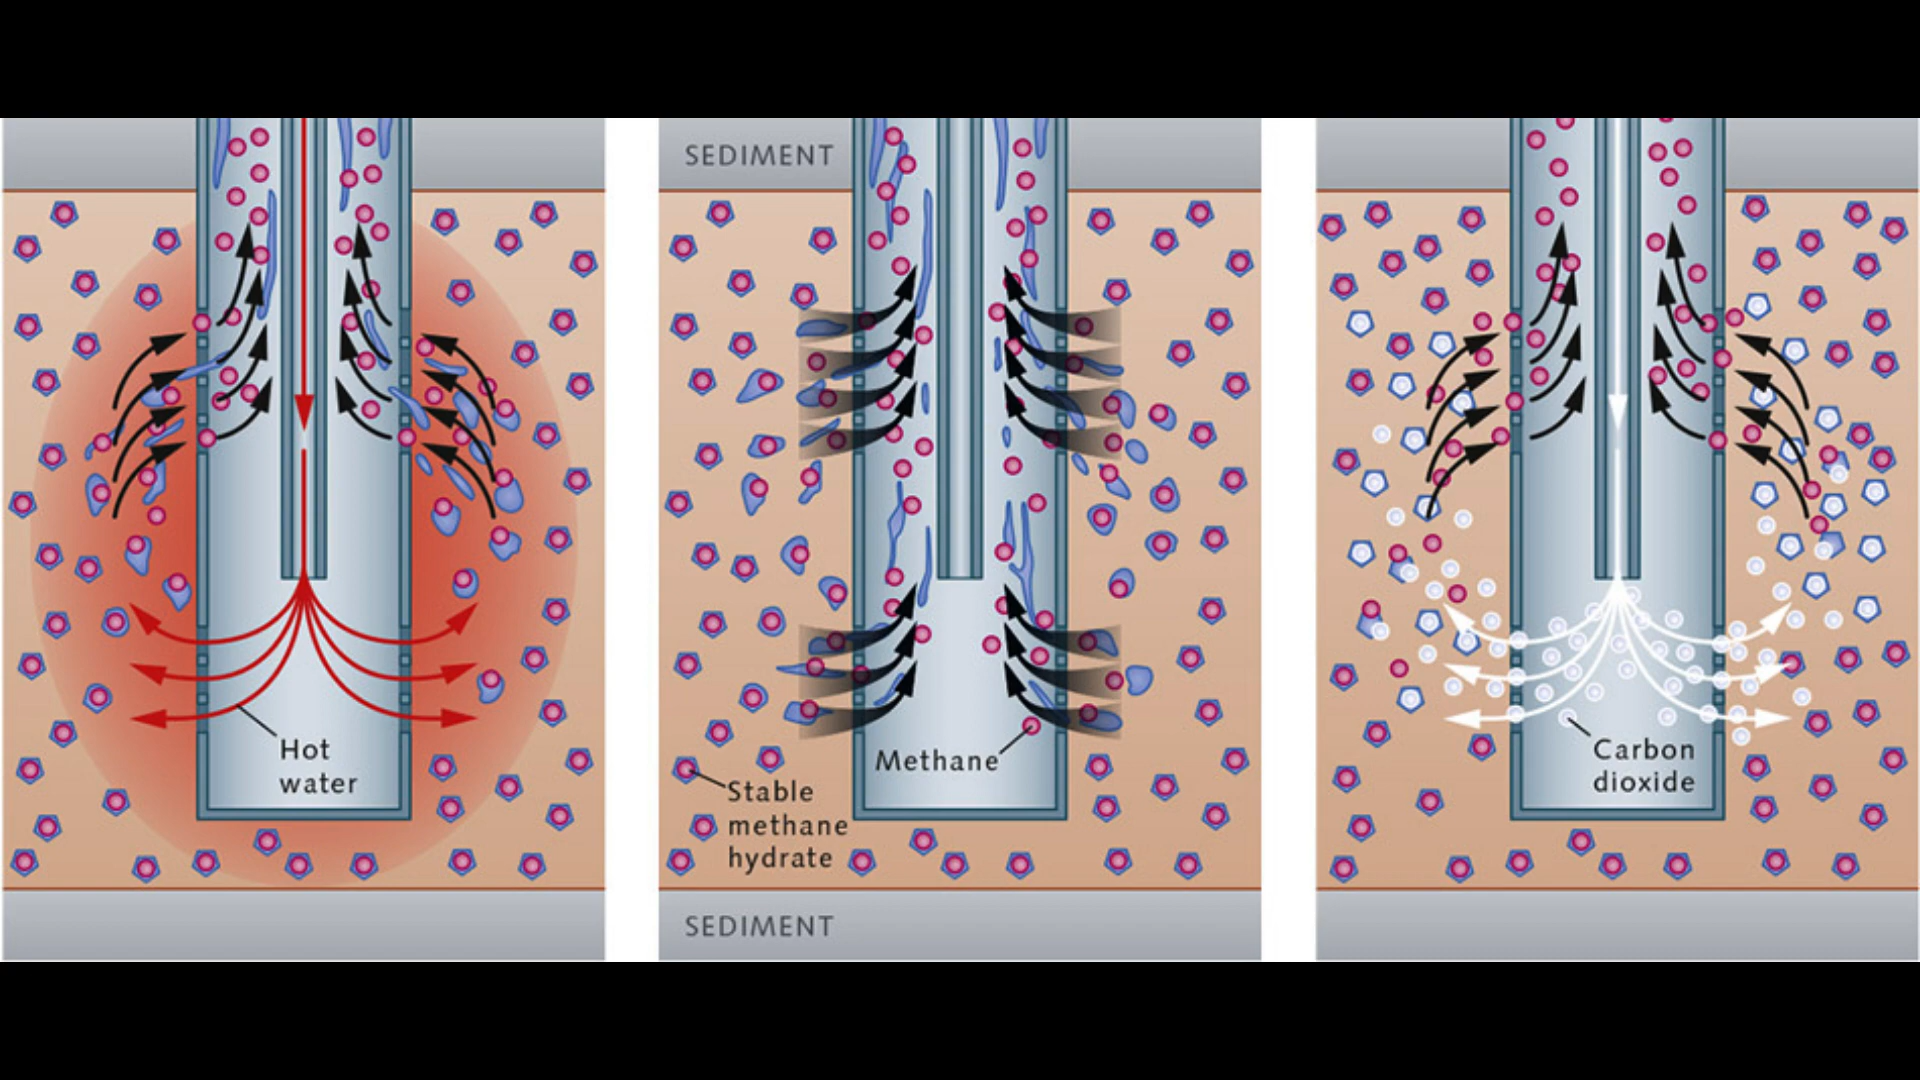 Hot
water
SEDIMENT
Methane
Stable
methane
hydrate
SEDIMENT
Carbon
dioxide